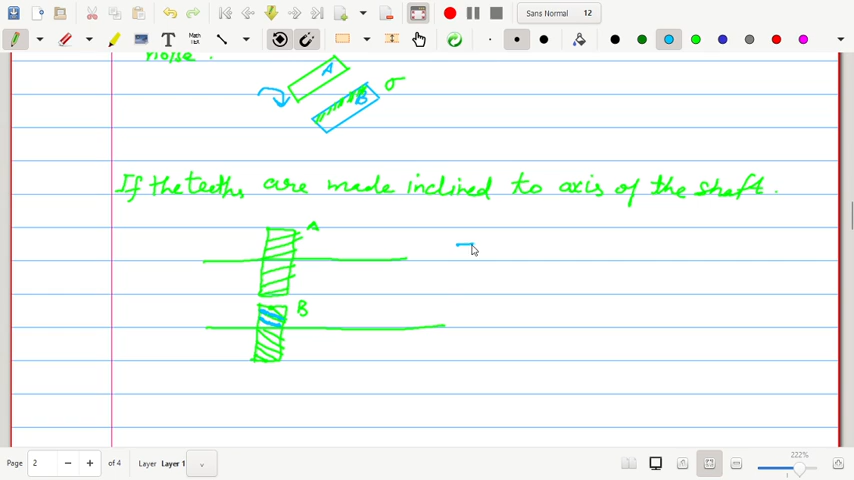 Sans Normal 12
T Math TEX
noise.
A
B σ
If the teeths are made inclined to axis of the shaft.
A
B
Page 2 of 4 Layer Layer 1
222%